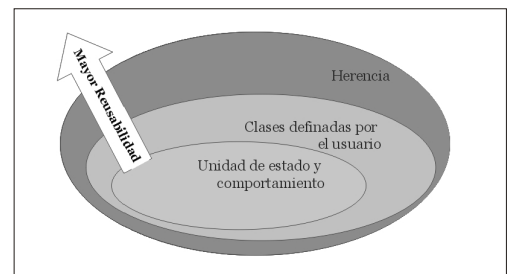 Mayor Reusabilidad
Herencia
Clases definadas por
el usuario
Unidad de estado y
comportamiento